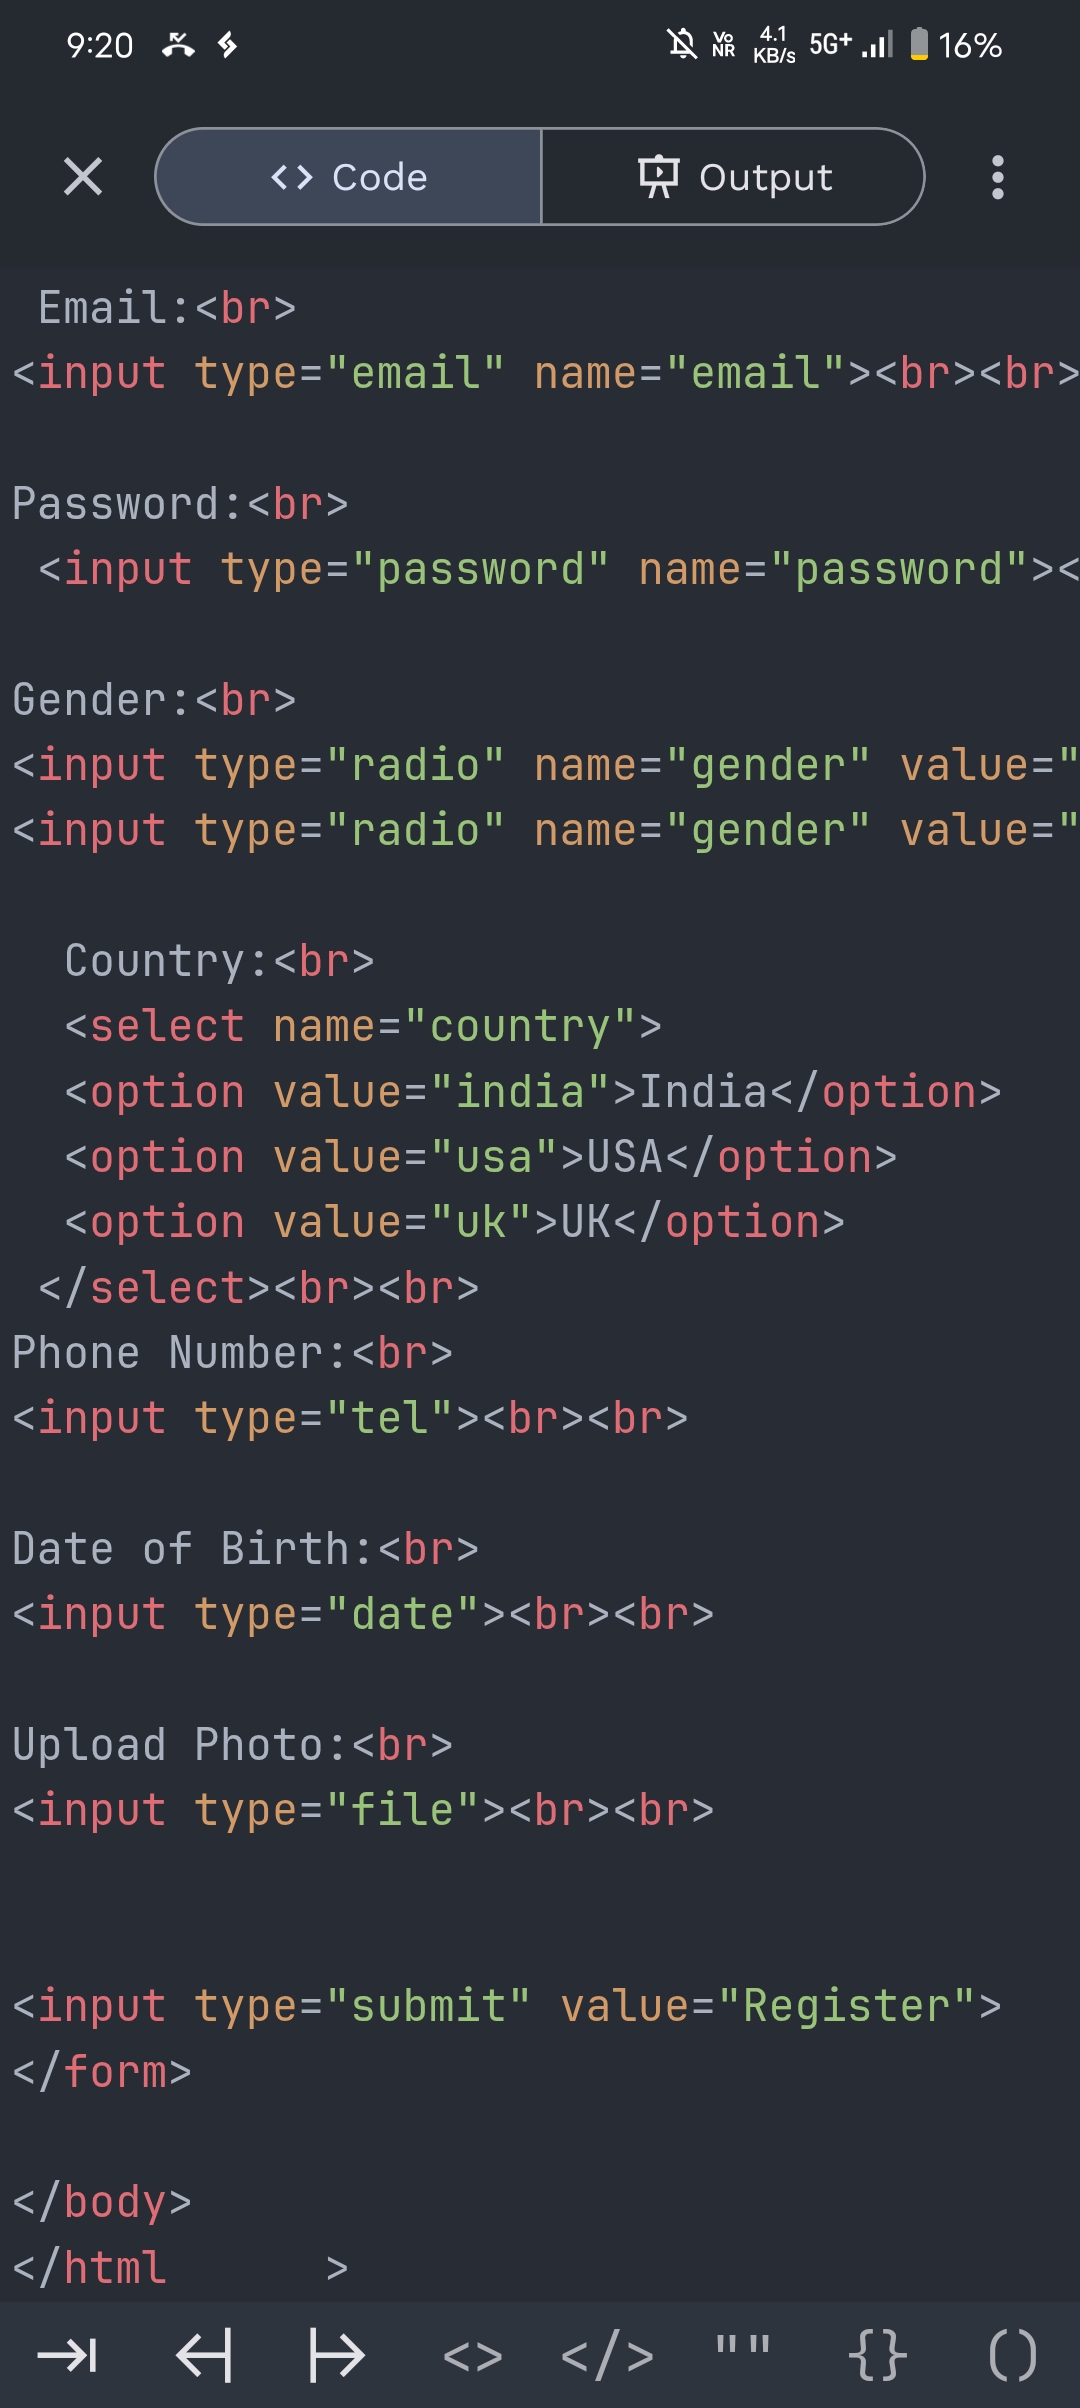 9:20 Vo NR 4.1 KB/s 5G+ 16%
<> Code Output
Email:<br>
<input type="email" name="email"><br><br>
Password:<br>
<input type="password" name="password"><
Gender:<br>
<input type="radio" name="gender" value="
<input type="radio" name="gender" value="
Country:<br>
<select name="country">
<option value="india">India</option>
<option value="usa">USA</option>
<option value="uk">UK</option>
</select><br><br>
Phone Number:<br>
<input type="tel"><br><br>
Date of Birth:<br>
<input type="date"><br><br>
Upload Photo:<br>
<input type="file"><br><br>
<input type="submit" value="Register">
</form>
</body>
</html      >
<> </> "" {} ()